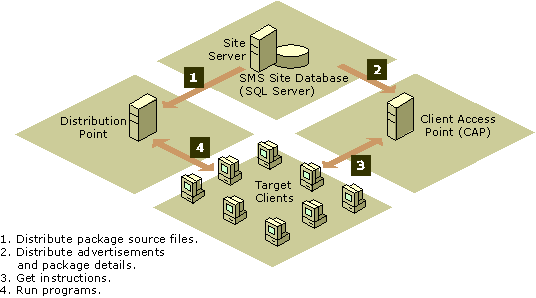 Site
Server
1
2
SMS Site Database
(SQL Server)
Distribution
Point
Client Access
Point (CAP)
4
3
Target
Clients
1. Distribute package source files.
2. Distribute advertisements
and package details.
3. Get instructions.
4. Run programs.